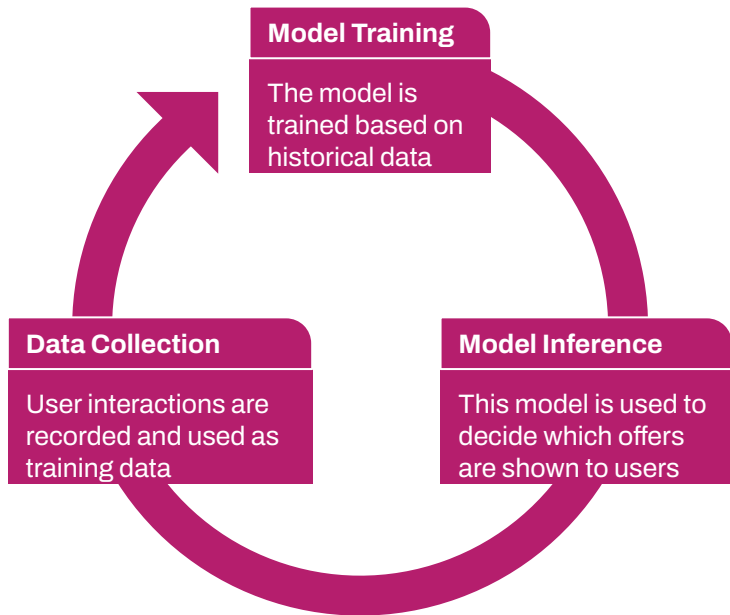 Model Training
The model is
trained based on
historical data
Data Collection
User interactions are
recorded and used as
training data
Model Inference
This model is used to
decide which offers
are shown to users